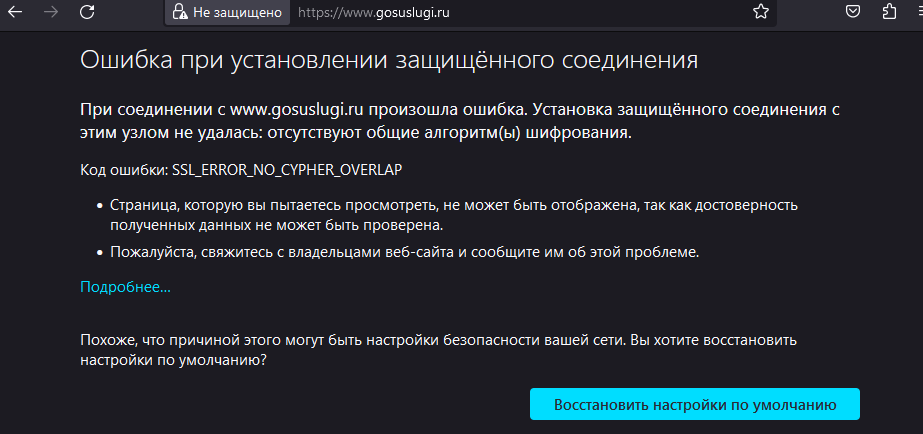 Не защищено https://www.gosuslugi.ru
Ошибка при установлении защищённого соединения
При соединении с www.gosuslugi.ru произошла ошибка. Установка защищённого соединения с
этим узлом не удалась: отсутствуют общие алгоритм(ы) шифрования.
Код ошибки: SSL_ERROR_NO_CYPHER_OVERLAP
• Страница, которую вы пытаетесь просмотреть, не может быть отображена, так как достоверность
полученных данных не может быть проверена.
• Пожалуйста, свяжитесь с владельцами веб-сайта и сообщите им об этой проблеме.
Подробнее...
Похоже, что причиной этого могут быть настройки безопасности вашей сети. Вы хотите восстановить
настройки по умолчанию?
Восстановить настройки по умолчанию